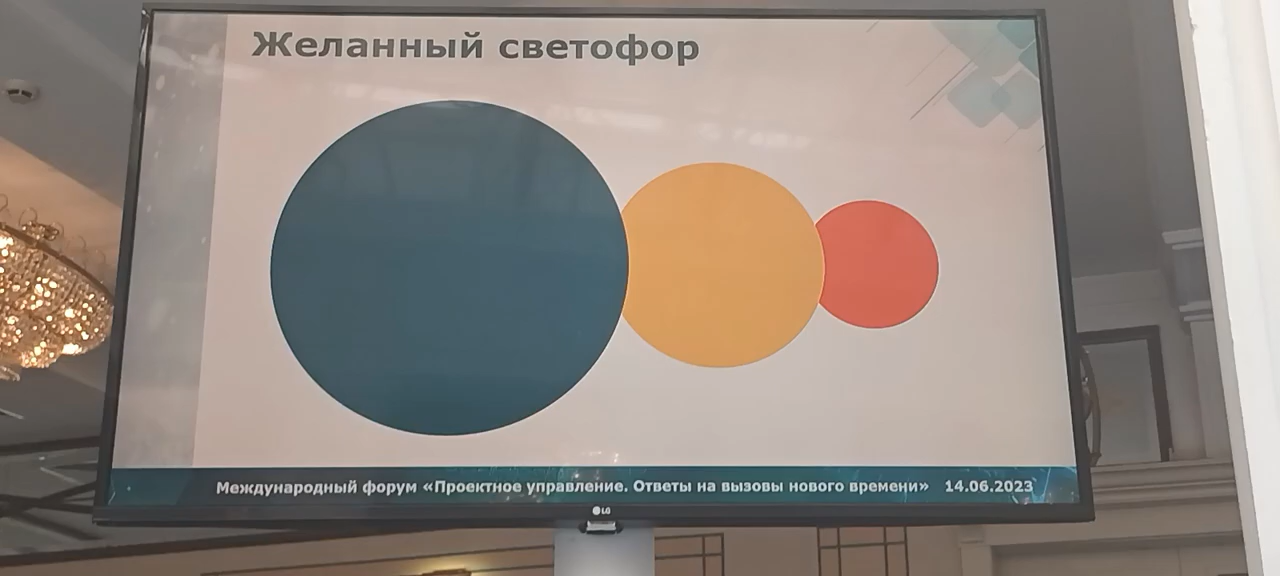 Желанный светофор
Международный форум «Проектное управление. Ответы на вызовы нового времени» 14.06.2023
LG